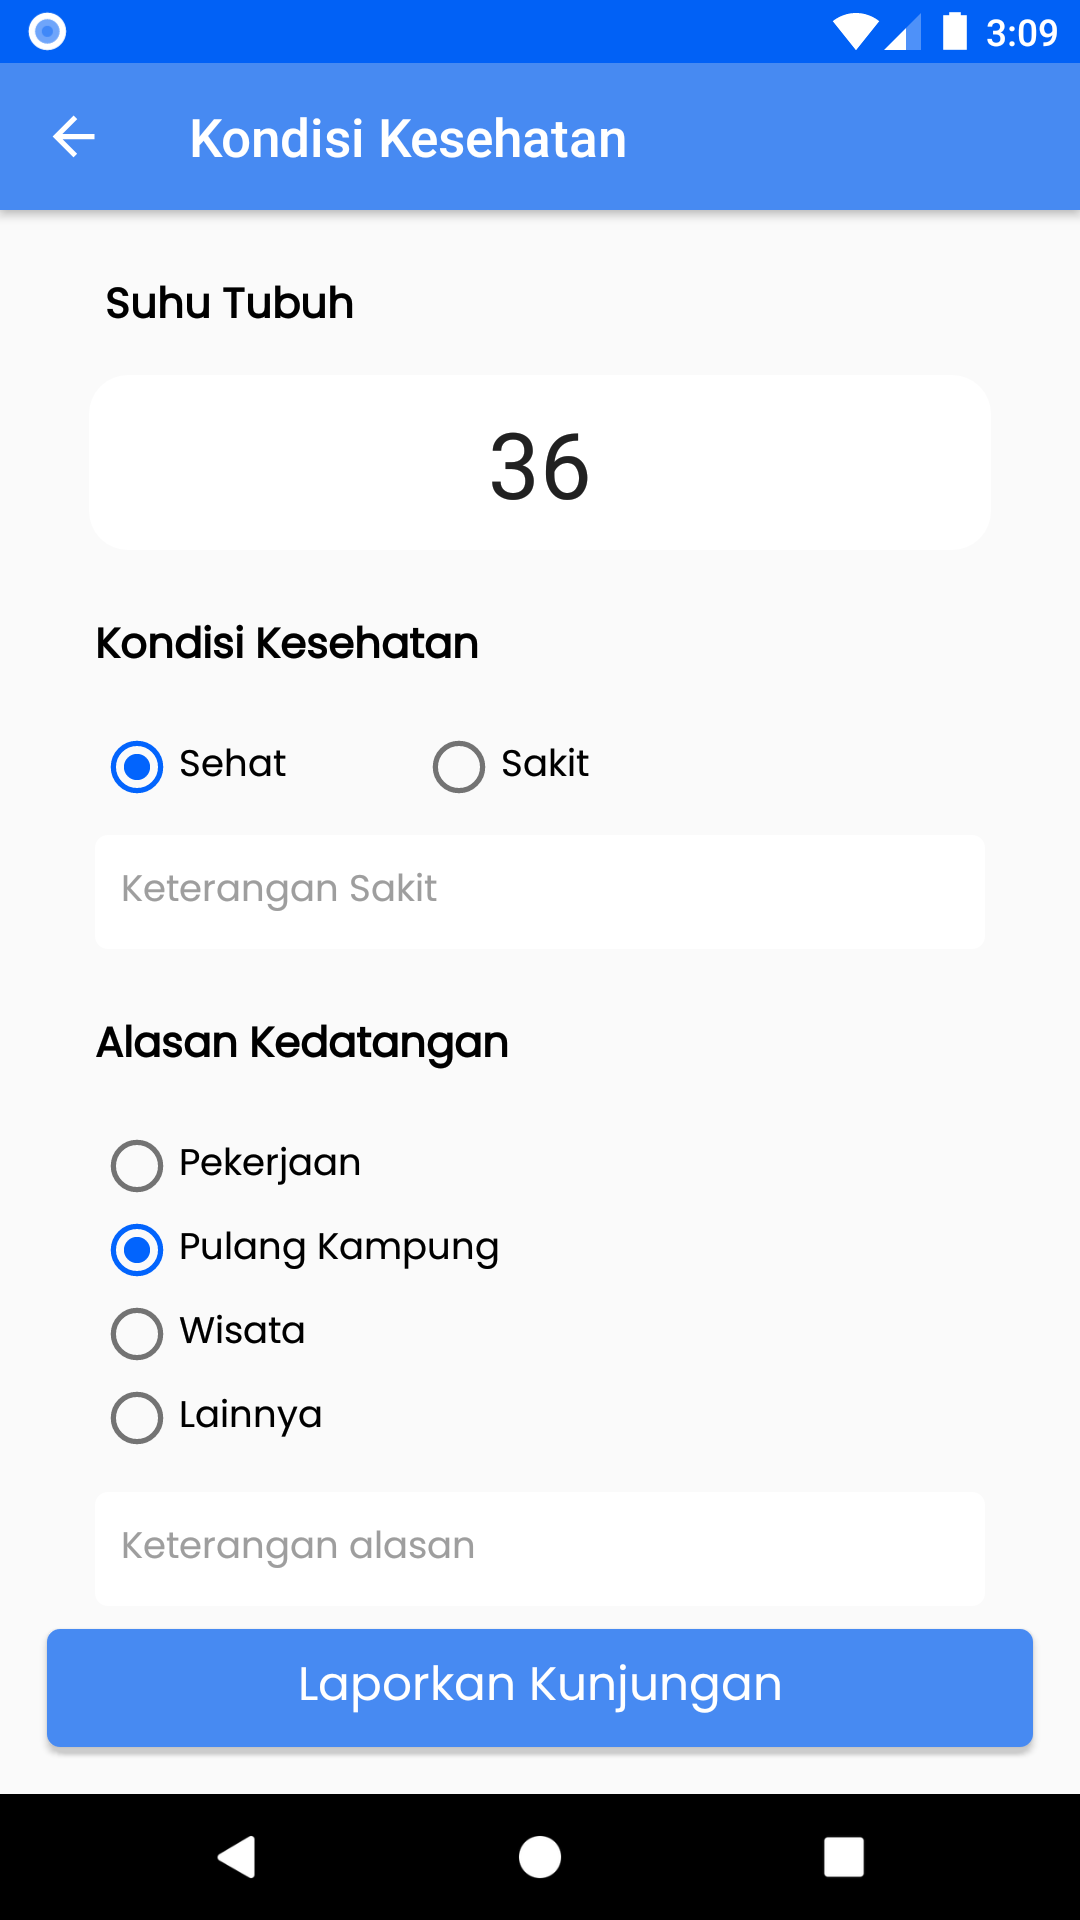 3:09
Kondisi Kesehatan
Suhu Tubuh
36
Kondisi Kesehatan
Sehat Sakit
Keterangan Sakit
Alasan Kedatangan
Pekerjaan
Pulang Kampung
Wisata
Lainnya
Keterangan alasan
Laporkan Kunjungan